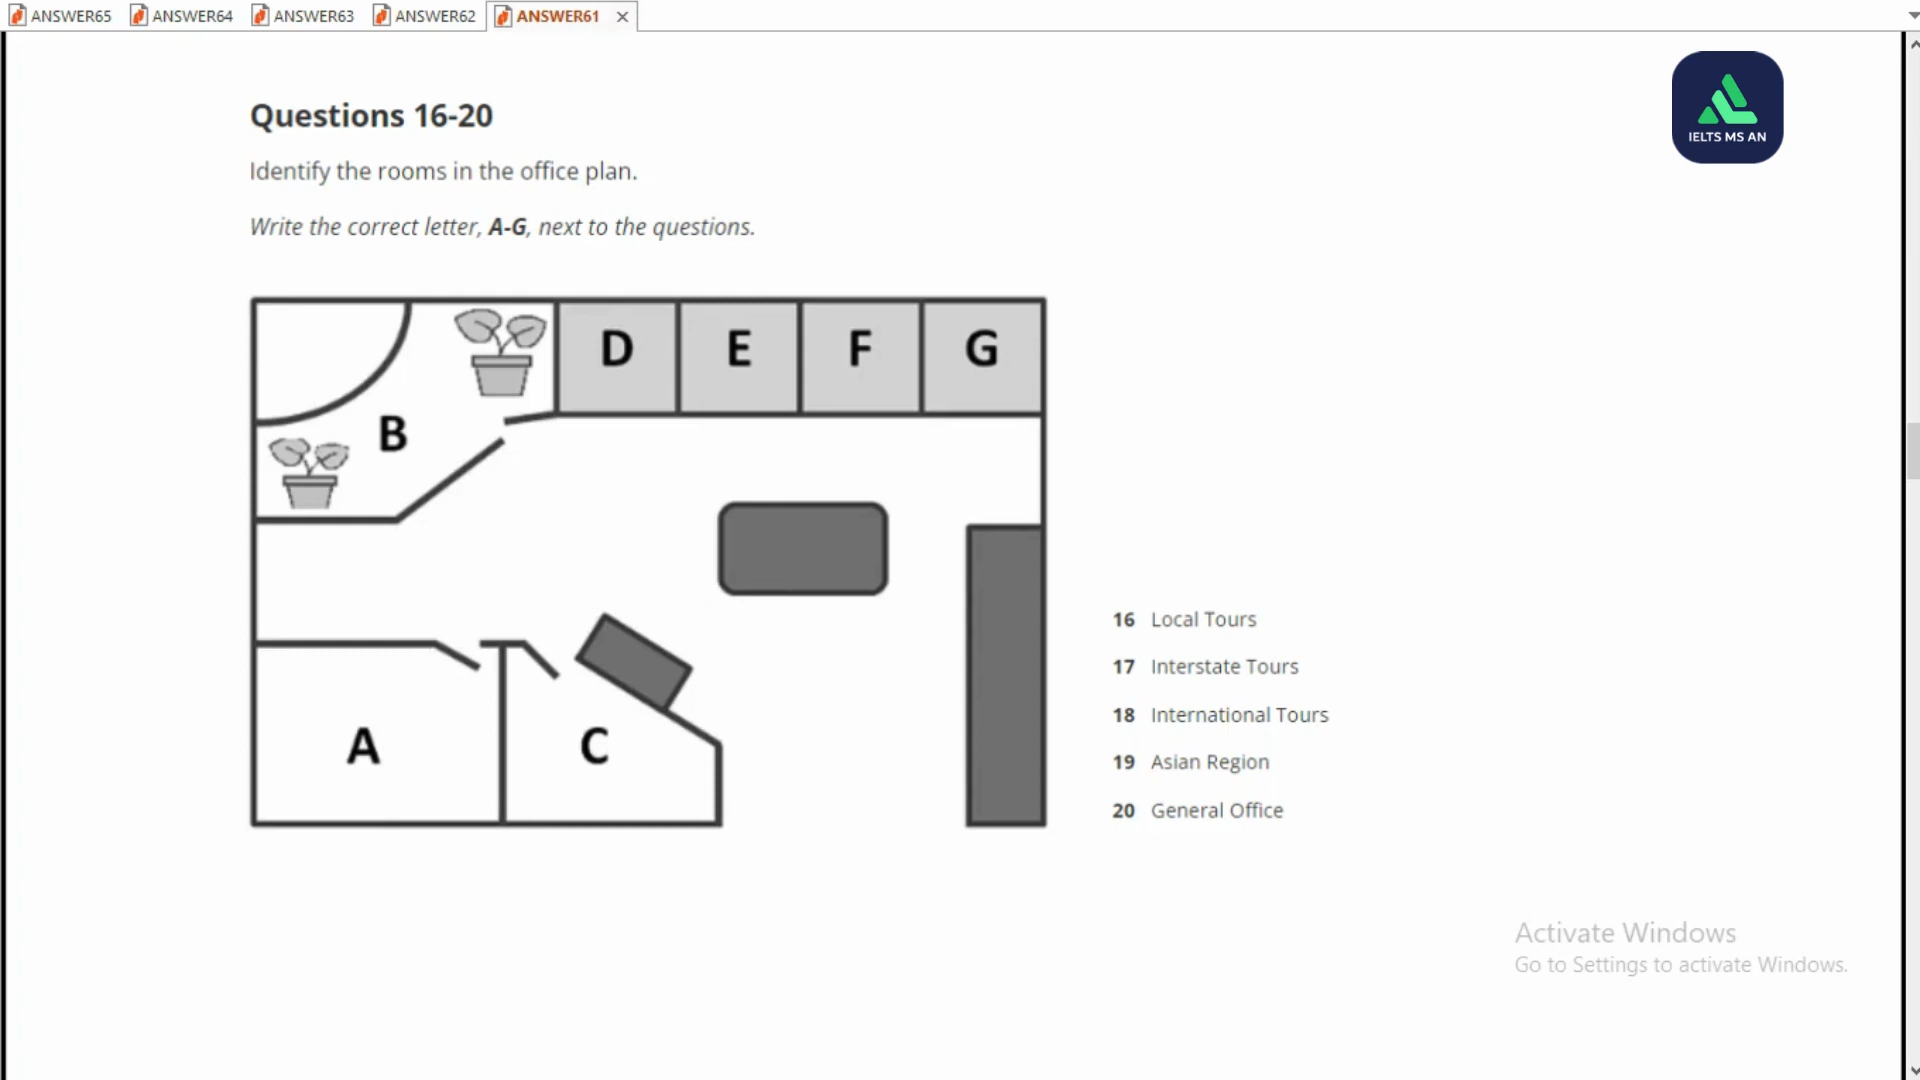 ANSWER65 ANSWER64 ANSWER63 ANSWER62 ANSWER61
IELTS MS AN
Questions 16-20
Identify the rooms in the office plan.
Write the correct letter, A-G, next to the questions.
D E F G
B
A C
16 Local Tours
17 Interstate Tours
18 International Tours
19 Asian Region
20 General Office
Activate Windows
Go to Settings to activate Windows.